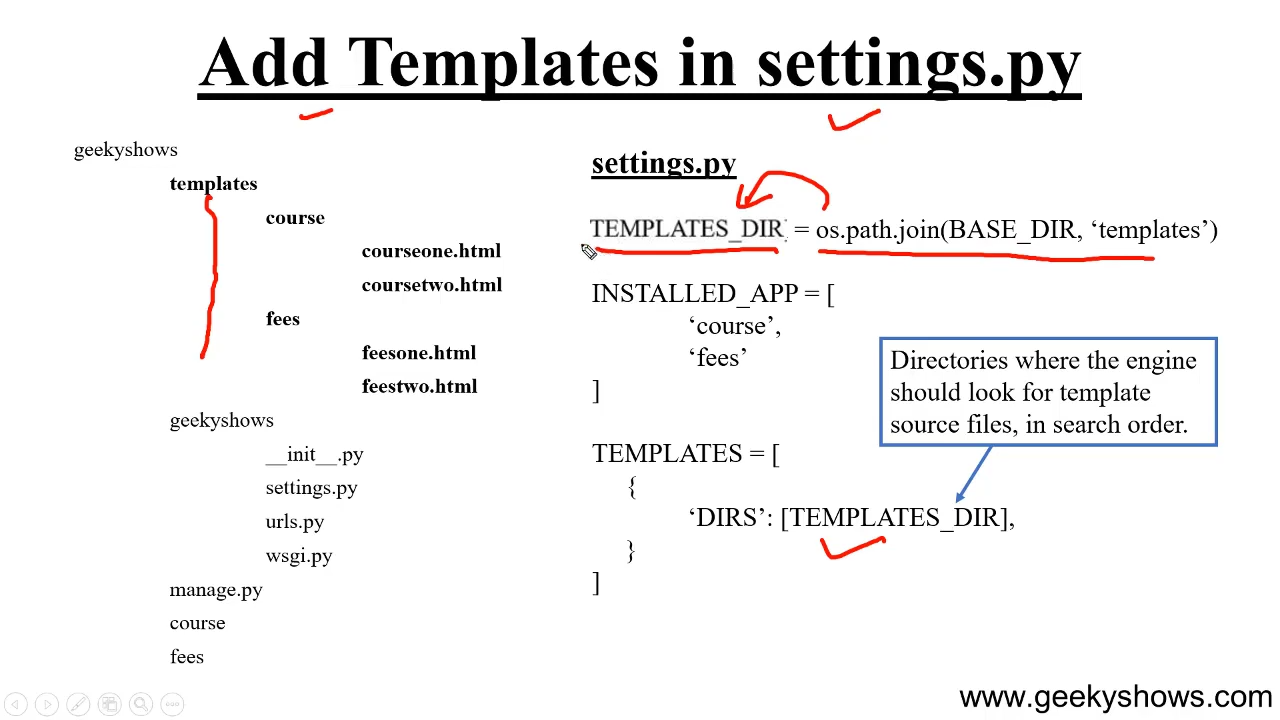 Add Templates in settings.py
geekyshows
templates
course
courseone.html
coursetwo.html
fees
feesone.html
feestwo.html
geekyshows
__init__.py
settings.py
urls.py
wsgi.py
manage.py
course
fees
settings.py
TEMPLATES_DIR = os.path.join(BASE_DIR, ‘templates’)
INSTALLED_APP = [
‘course’,
‘fees’
]
TEMPLATES = [
{
‘DIRS’: [TEMPLATES_DIR],
}
]
Directories where the engine
should look for template
source files, in search order.
www.geekyshows.com